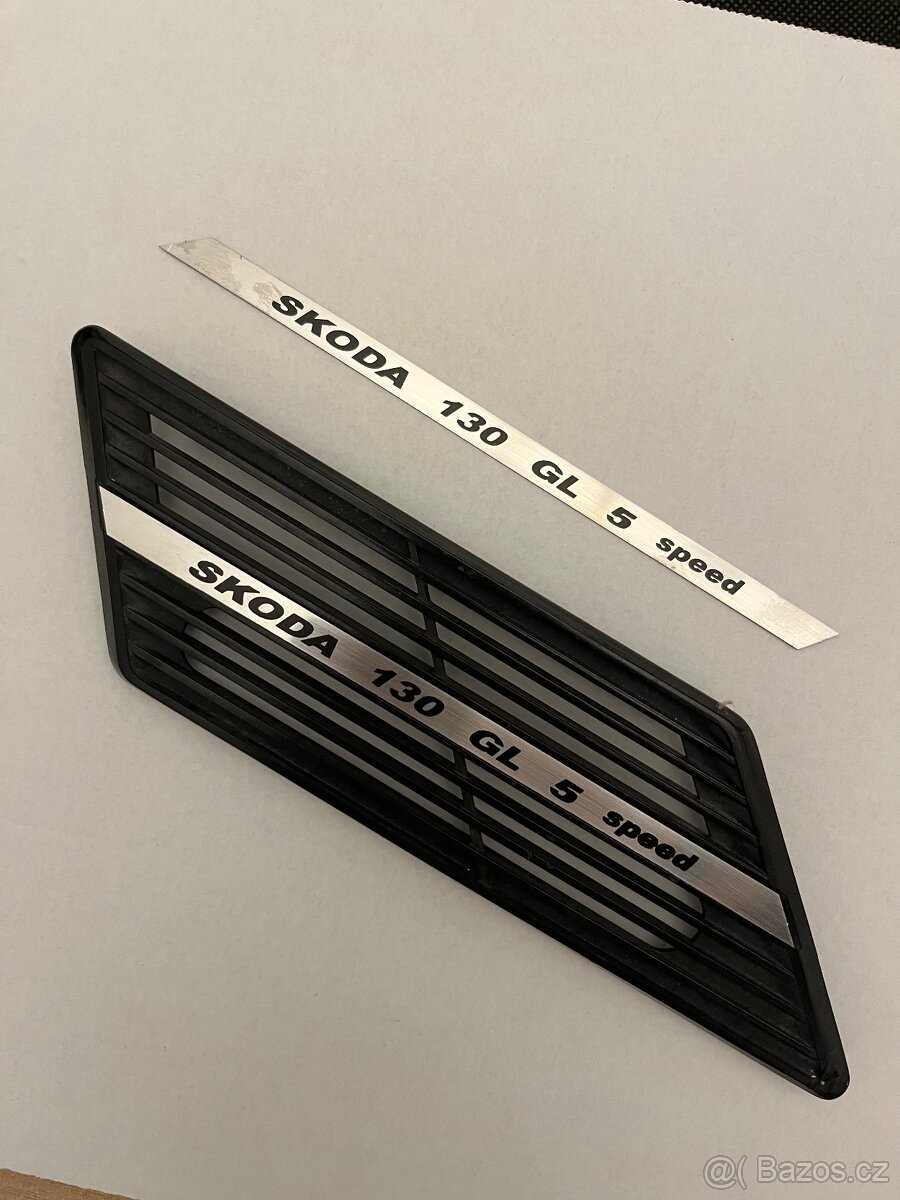 SKODA 130 GL 5 speed
SKODA 130 GL 5 speed
@( Bazos.cz